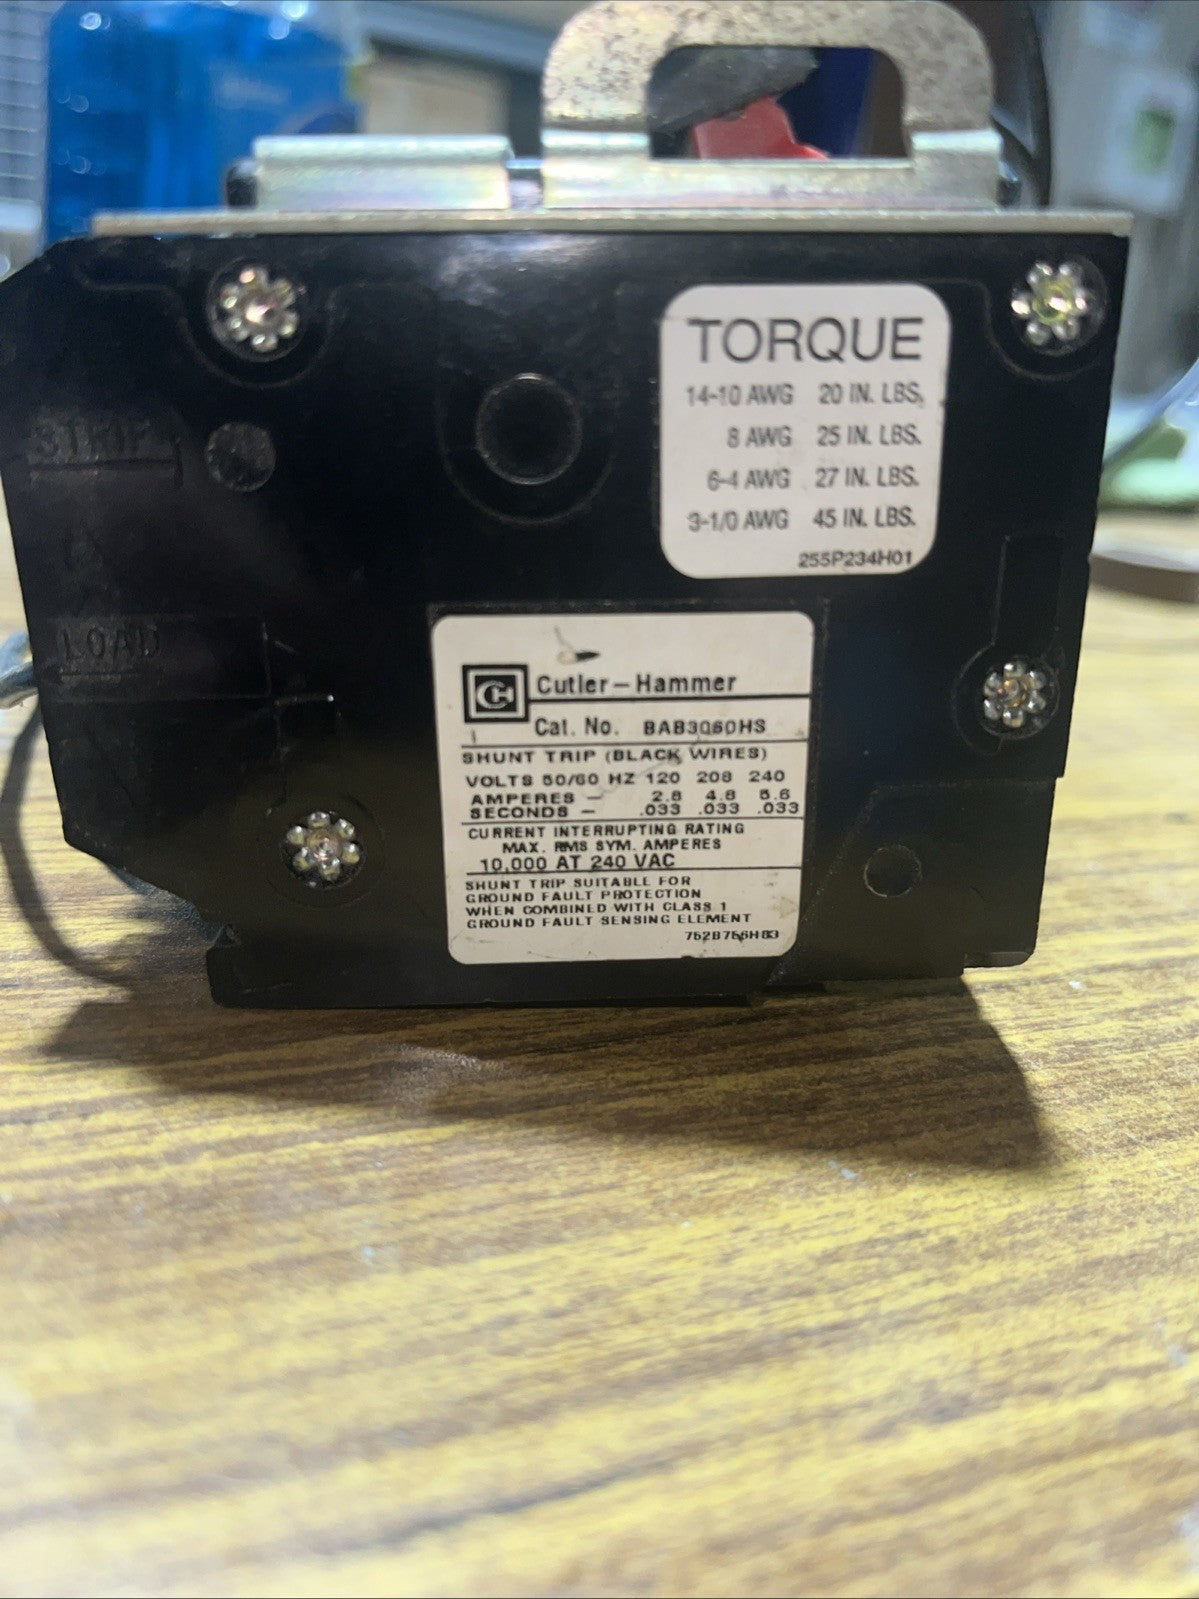 TORQUE
14-10 AWG 20 IN. LBS.
8 AWG 25 IN. LBS.
6-4 AWG 27 IN. LBS.
3-1/0 AWG 45 IN. LBS.
255P234H01
STRIP
LOAD
CH Cutler-Hammer
Cat. No. BAB3060HS
SHUNT TRIP (BLACK WIRES)
VOLTS 50/60 HZ 120 208 240
AMPERES — 2.8 4.8 5.6
SECONDS — .033 .033 .033
CURRENT INTERRUPTING RATING
MAX. RMS SYM. AMPERES
10,000 AT 240 VAC
SHUNT TRIP SUITABLE FOR
GROUND FAULT PROTECTION
WHEN COMBINED WITH CLASS 1
GROUND FAULT SENSING ELEMENT
752B756H83